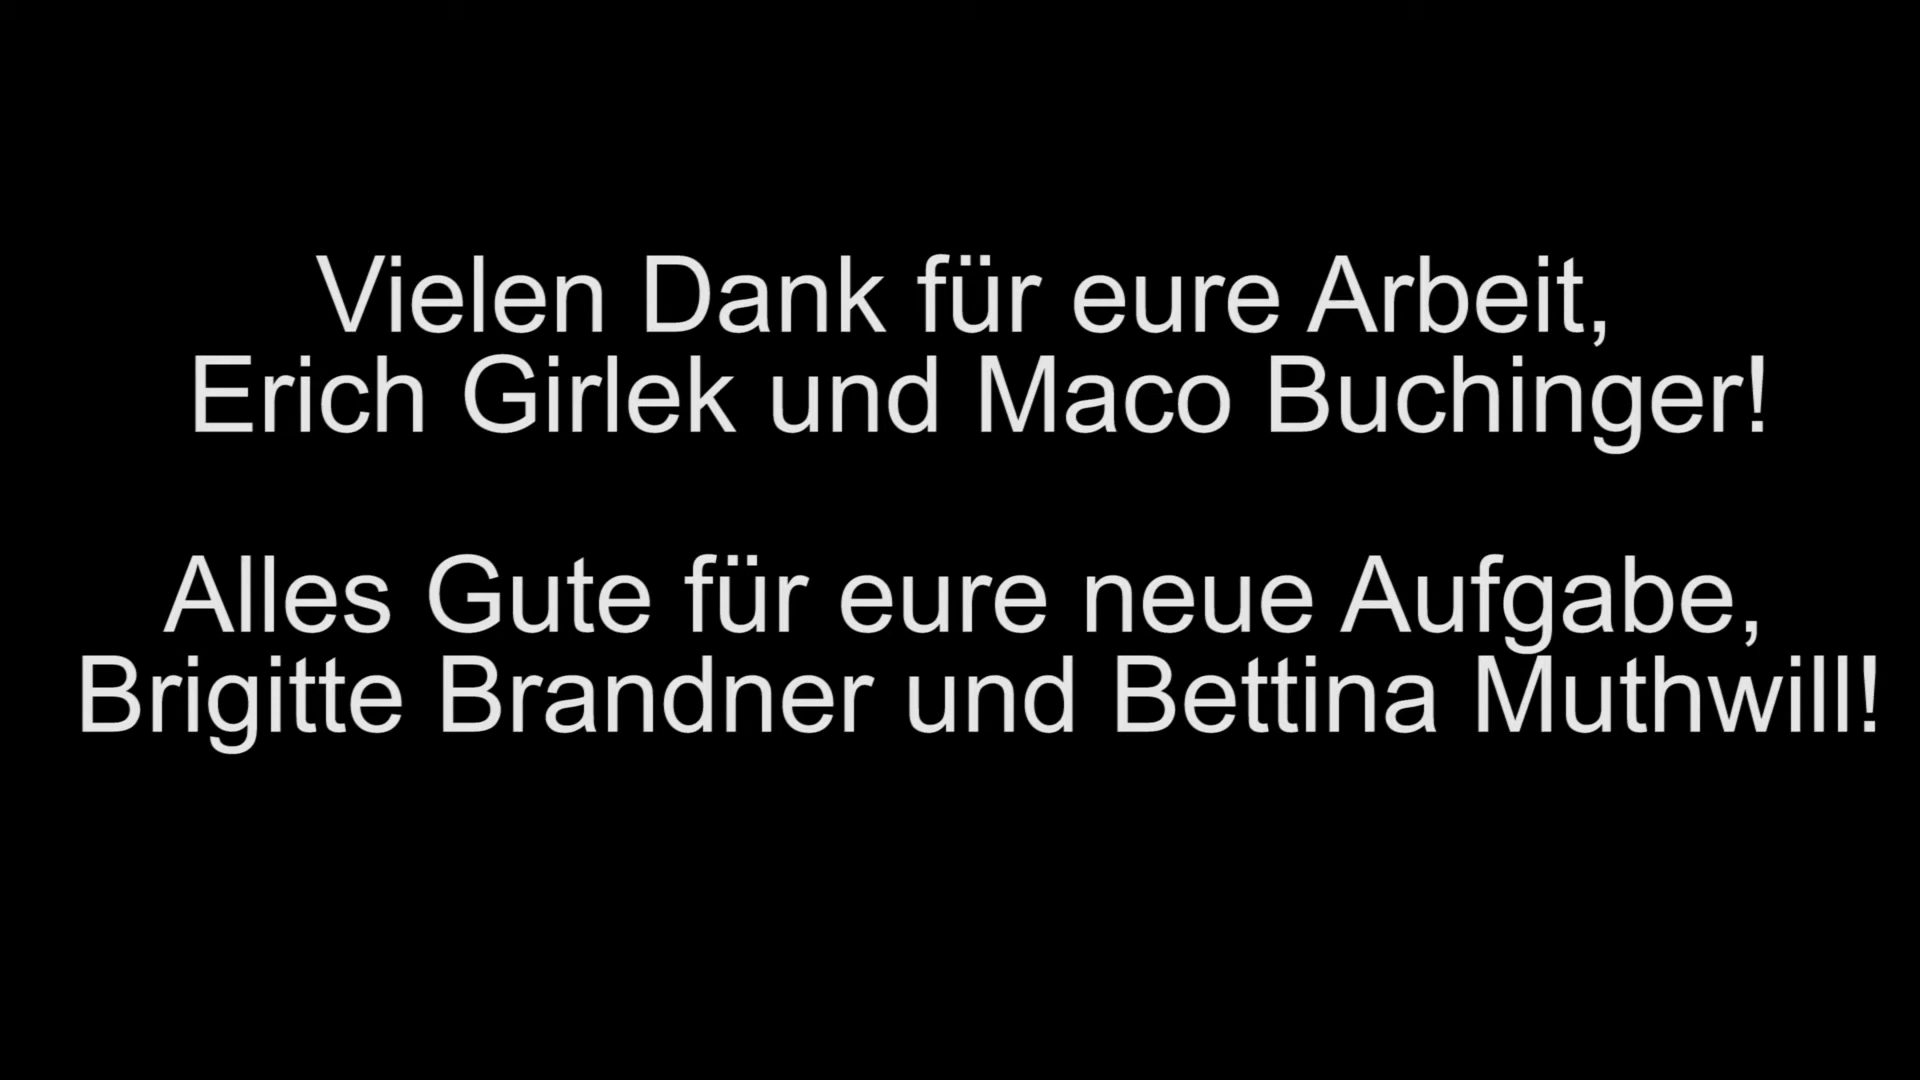 Vielen Dank für eure Arbeit,
Erich Girlek und Maco Buchinger!
Alles Gute für eure neue Aufgabe,
Brigitte Brandner und Bettina Muthwill!